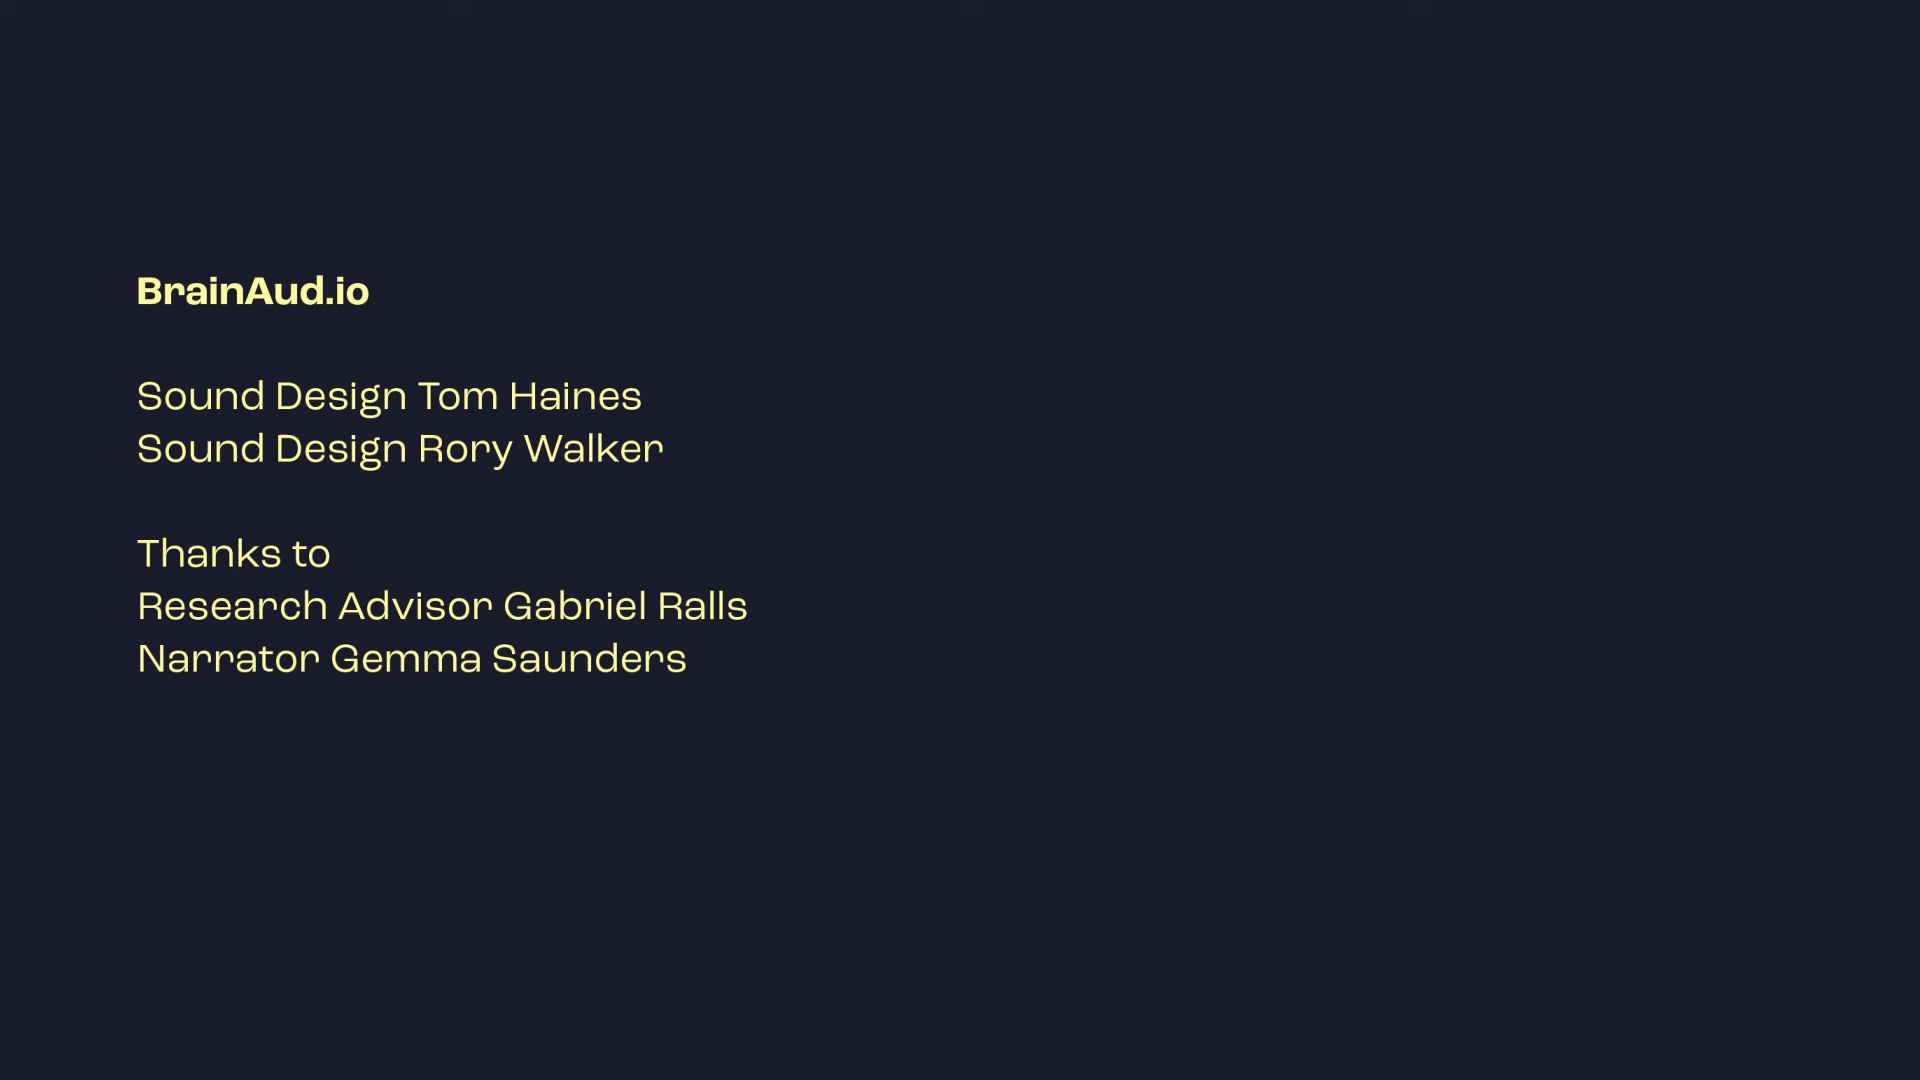 BrainAud.io
Sound Design Tom Haines
Sound Design Rory Walker
Thanks to
Research Advisor Gabriel Ralls
Narrator Gemma Saunders